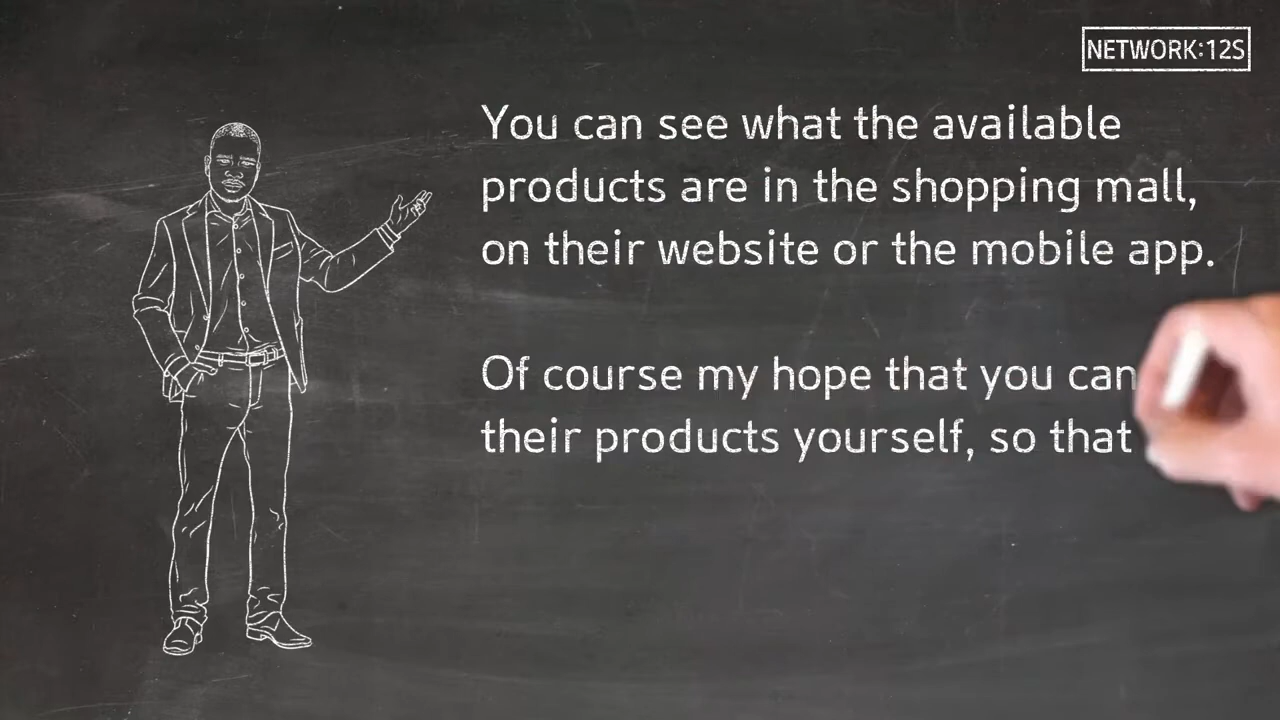 NETWORK:12S
You can see what the available
products are in the shopping mall,
on their website or the mobile app.
Of course my hope that you can
their products yourself, so that